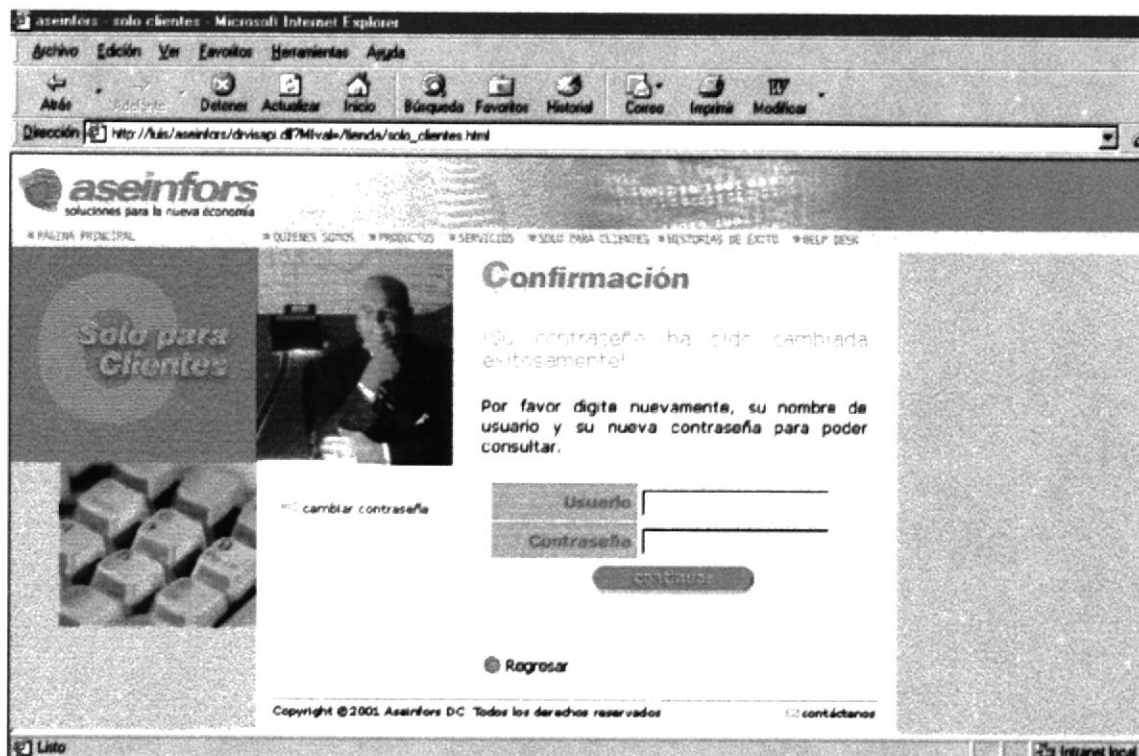 aseinfors - solo clientes - Microsoft Internet Explorer
Archivo Edición Ver Favoritos Herramientas Ayuda
Atrás Adelante Detener Actualizar Inicio Búsqueda Favoritos Historial Correo Imprimir Modificar
Dirección http://luis/aseinfors/drvisapi.dll?MIval=/tienda/solo_clientes.html
aseinfors
soluciones para la nueva economía
PÁGINA PRINCIPAL QUIENES SOMOS PRODUCTOS SERVICIOS SOLO PARA CLIENTES HISTORIAS DE ÉXITO HELP DESK
Solo para
Clientes
Confirmación
¡Su contraseña ha sido cambiada
exitosamente!
Por favor digite nuevamente, su nombre de
usuario y su nueva contraseña para poder
consultar.
cambiar contraseña
Usuario
Contraseña
continuar
Regresar
Copyright ©2001 Aseinfors DC Todos los derechos reservados contáctanos
Listo Intranet local